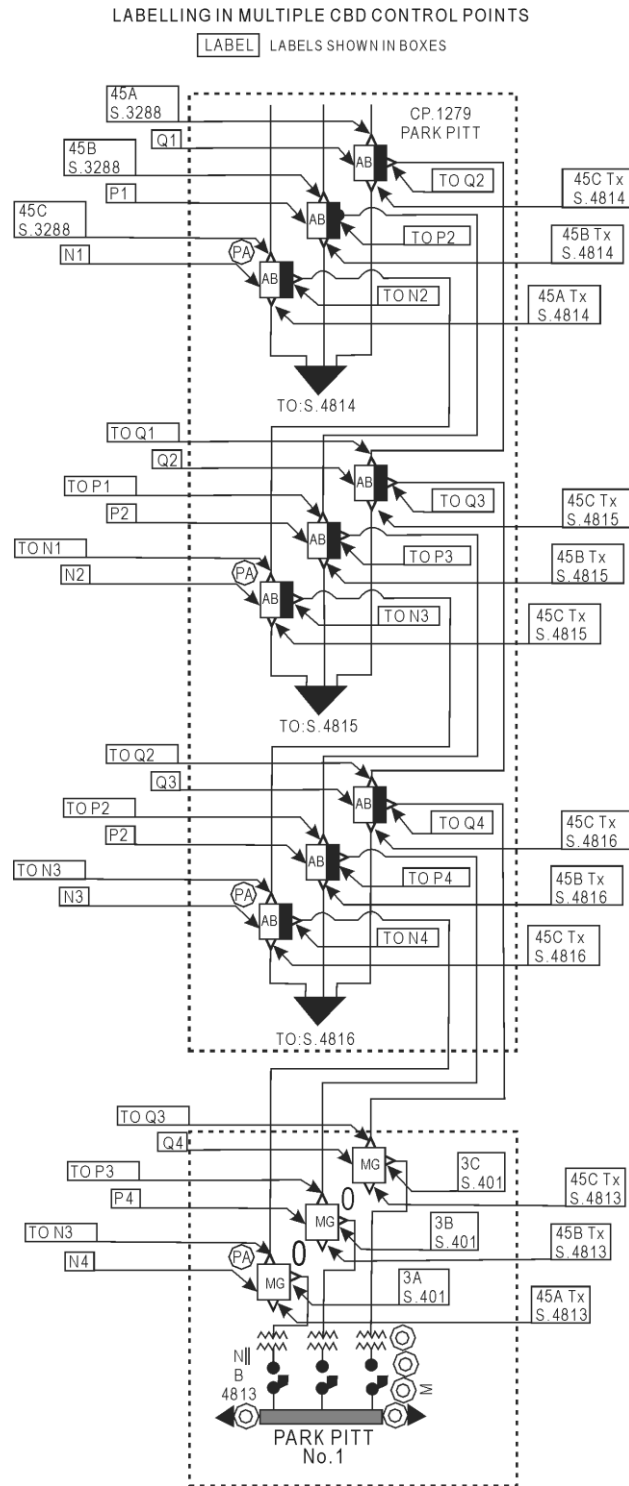 LABELLING IN MULTIPLE CBD CONTROL POINTS
LABEL LABELS SHOWN IN BOXES
45A
S.3288
CP.1279
PARK PITT
Q1
AB
TO Q2
45C Tx
S.4814
45B
S.3288
P1
AB
TO P2
45B Tx
S.4814
45C
S.3288
N1
PA
AB
TO N2
45A Tx
S.4814
TO:S.4814
TO Q1
Q2
AB
TO Q3
45C Tx
S.4815
TO P1
P2
AB
TO P3
45B Tx
S.4815
TO N1
N2
PA
AB
TO N3
45C Tx
S.4815
TO:S.4815
TO Q2
Q3
AB
TO Q4
45C Tx
S.4816
TO P2
P2
AB
TO P4
45B Tx
S.4816
TO N3
N3
PA
AB
TO N4
45C Tx
S.4816
TO:S.4816
TO Q3
Q4
MG
3C
S.401
45C Tx
S.4813
TO P3
P4
MG
3B
S.401
45B Tx
S.4813
TO N3
N4
PA
MG
3A
S.401
45A Tx
S.4813
N
B
4813
M
PARK PITT
No.1